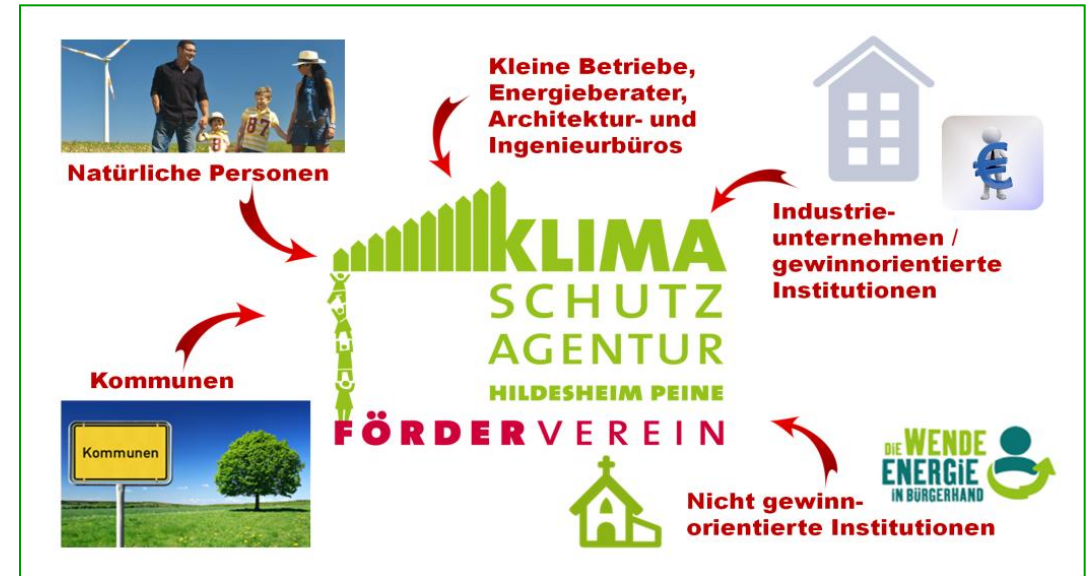 Natürliche Personen
Kleine Betriebe,
Energieberater,
Architektur- und
Ingenieurbüros
Industrie-
unternehmen /
gewinnorientierte
Institutionen
€
87
87
KLIMA
SCHUTZ
AGENTUR
HILDESHEIM PEINE
FÖRDERVEREIN
Kommunen
Kommunen
Nicht gewinn-
orientierte Institutionen
DIE WENDE
ENERGIE
IN BÜRGERHAND